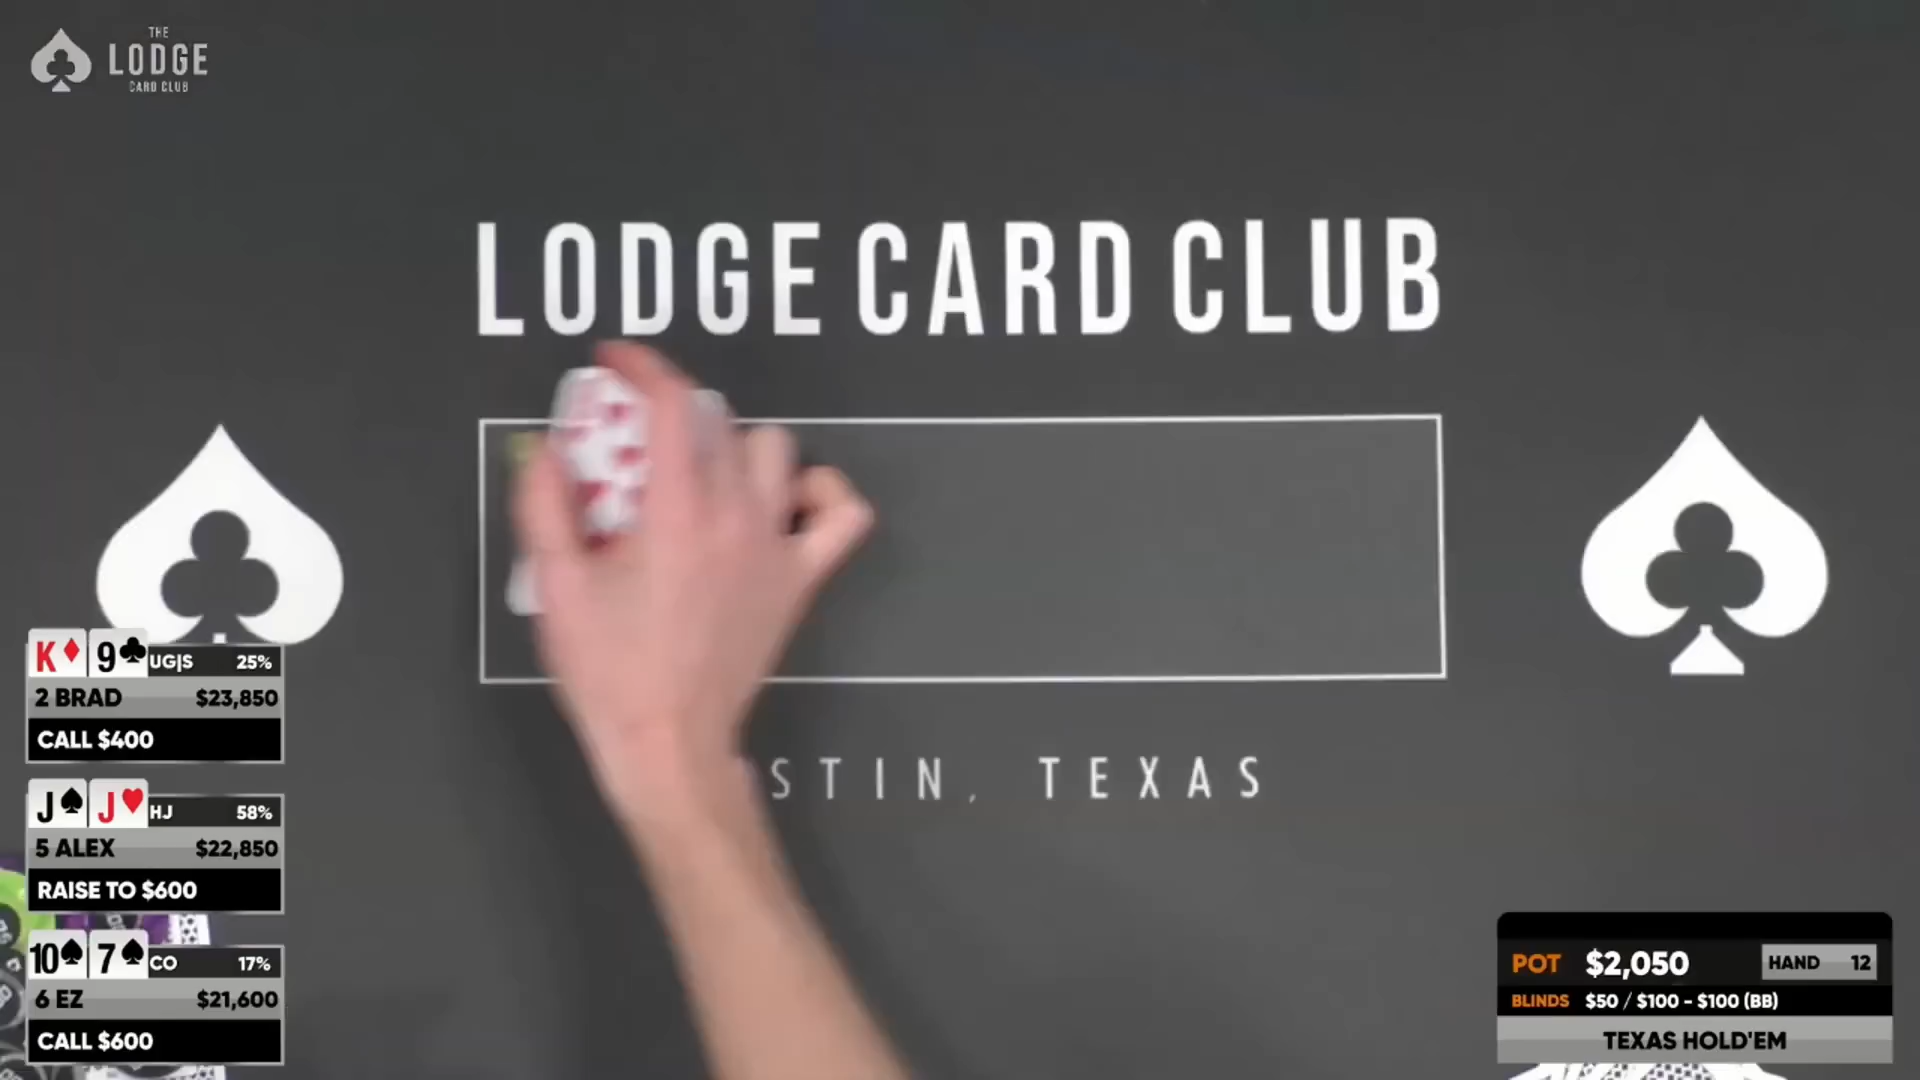 THE
LODGE
CARD CLUB
LODGE CARD CLUB
STIN, TEXAS
K♦ 9♣ UG|S 25%
2 BRAD $23,850
CALL $400
J♠ J♥ HJ 58%
5 ALEX $22,850
RAISE TO $600
10♠ 7♠ CO 17%
6 EZ $21,600
CALL $600
POT $2,050 HAND 12
BLINDS $50 / $100 - $100 (BB)
TEXAS HOLD'EM